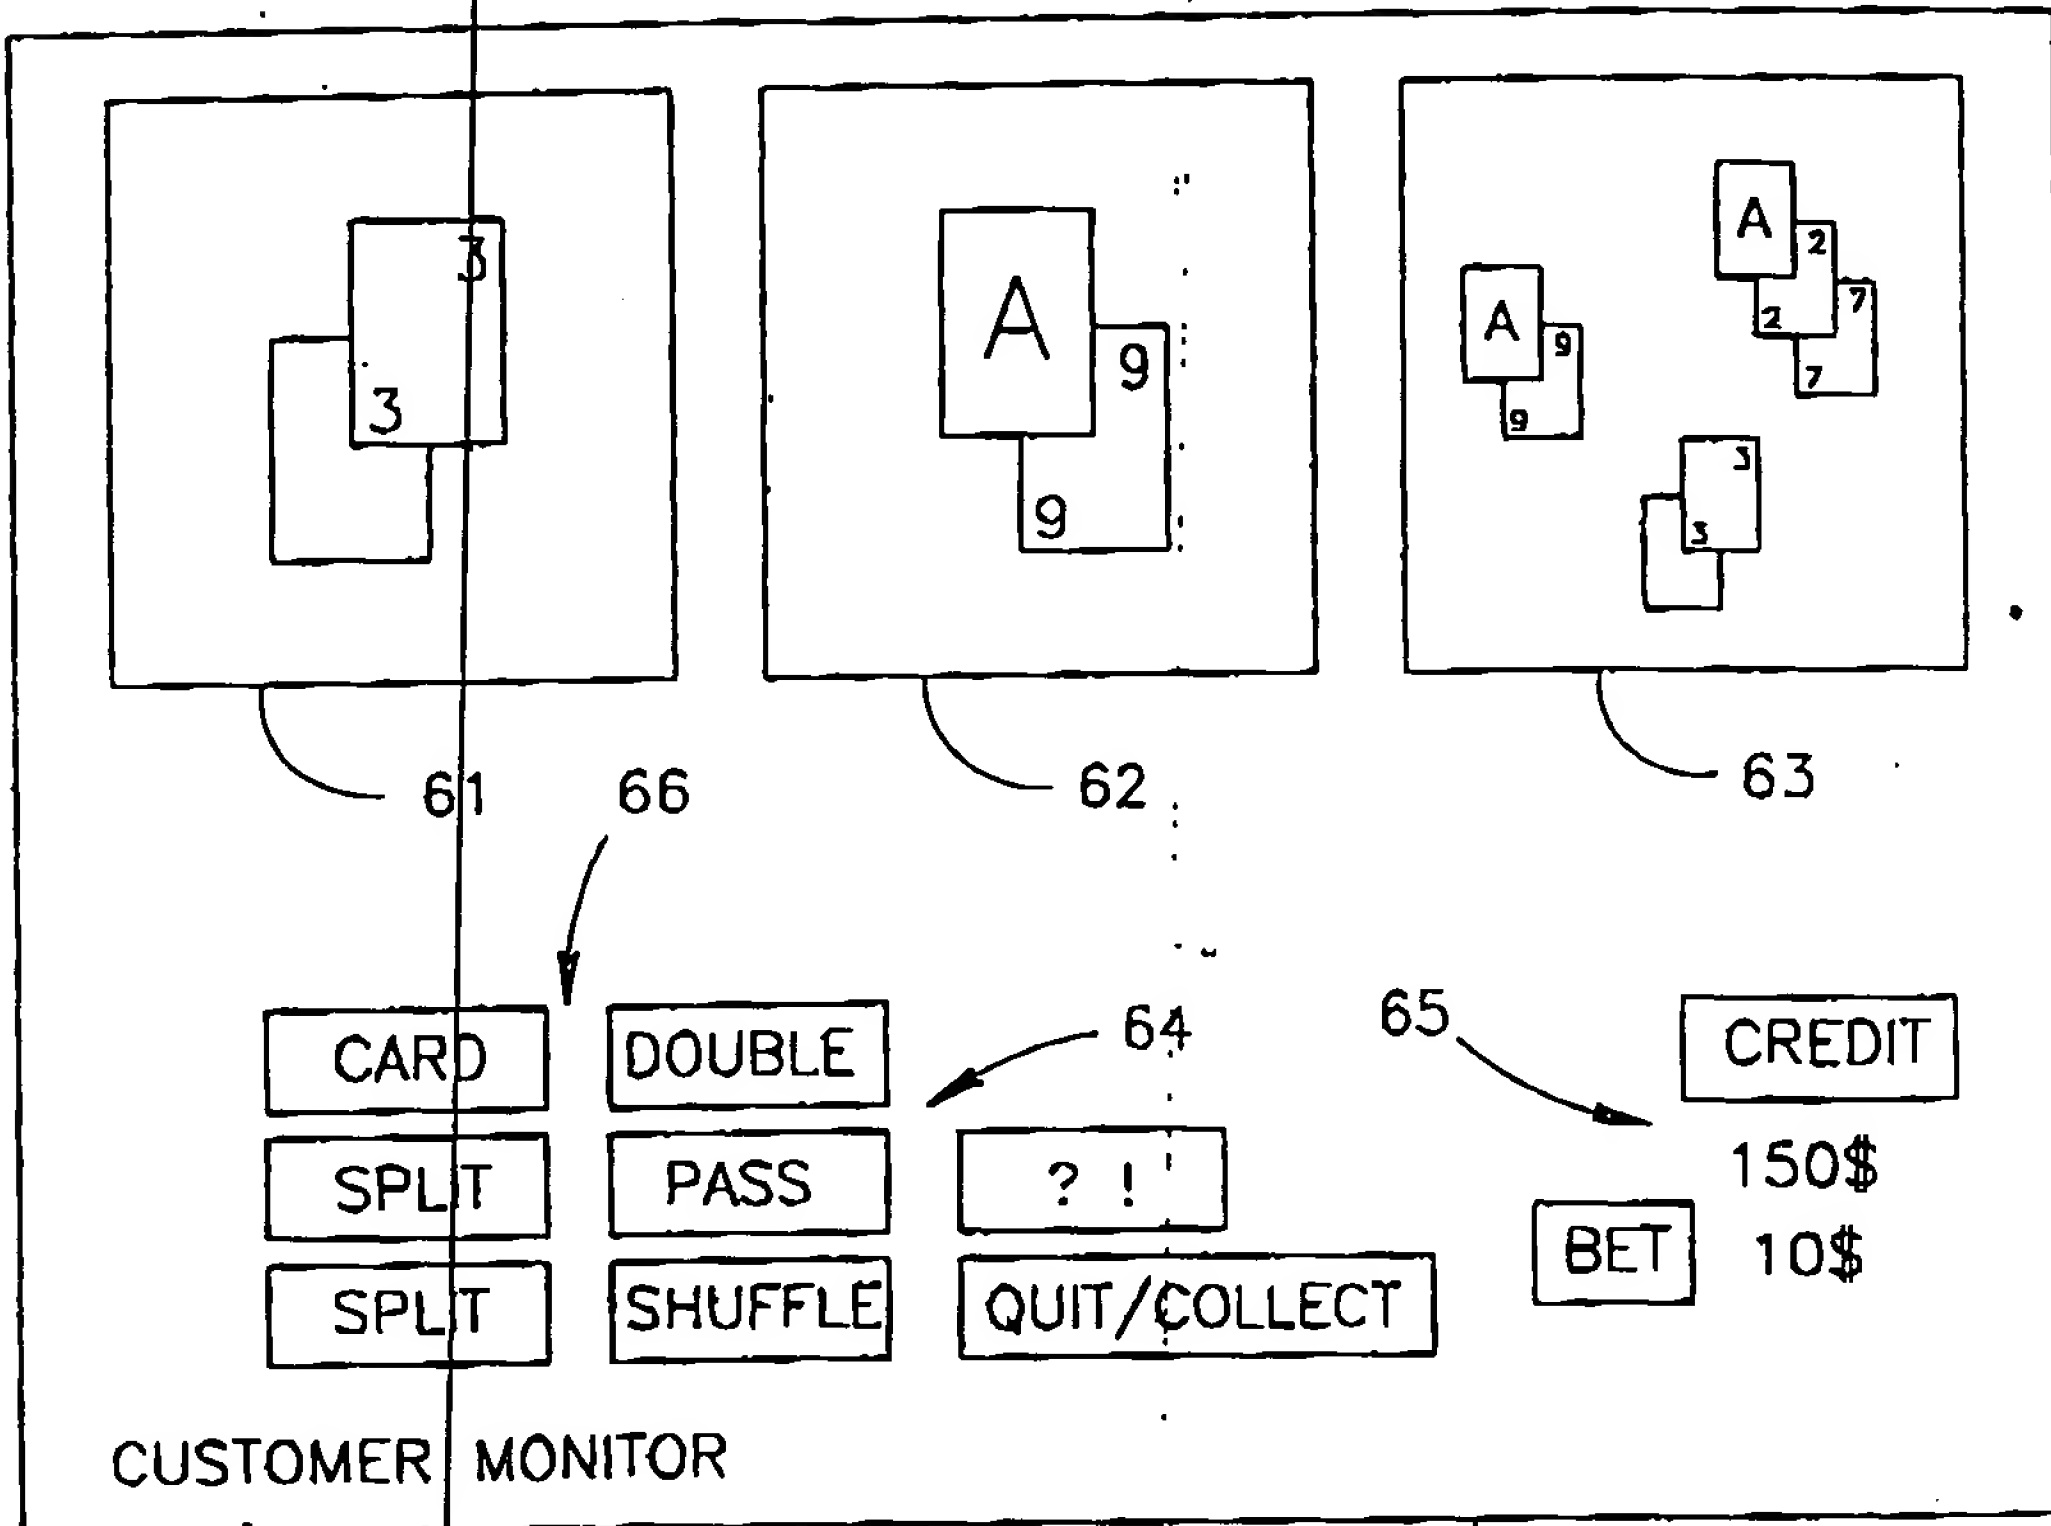 3
3
A
9
9
A
9
9
A
2
2
7
7
3
3
61
66
62
63
64
65
CARD DOUBLE CREDIT
SPLIT PASS ? ! 150$
SPLIT SHUFFLE QUIT/COLLECT BET 10$
CUSTOMER MONITOR